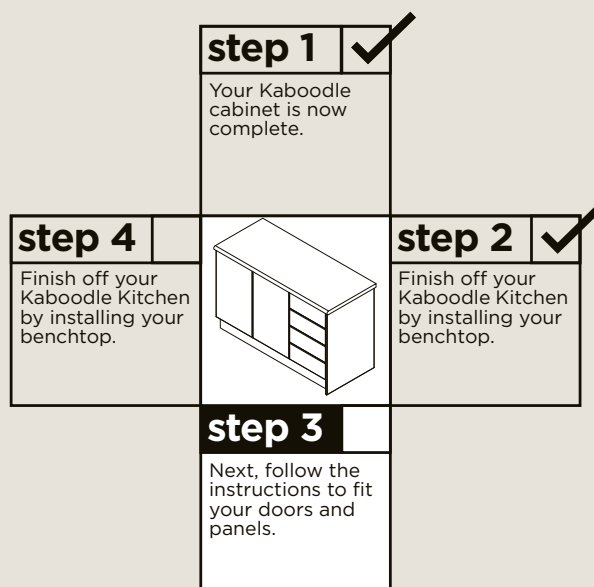 step 1
Your Kaboodle
cabinet is now
complete.
step 4
Finish off your
Kaboodle Kitchen
by installing your
benchtop.
step 2
Finish off your
Kaboodle Kitchen
by installing your
benchtop.
step 3
Next, follow the
instructions to fit
your doors and
panels.